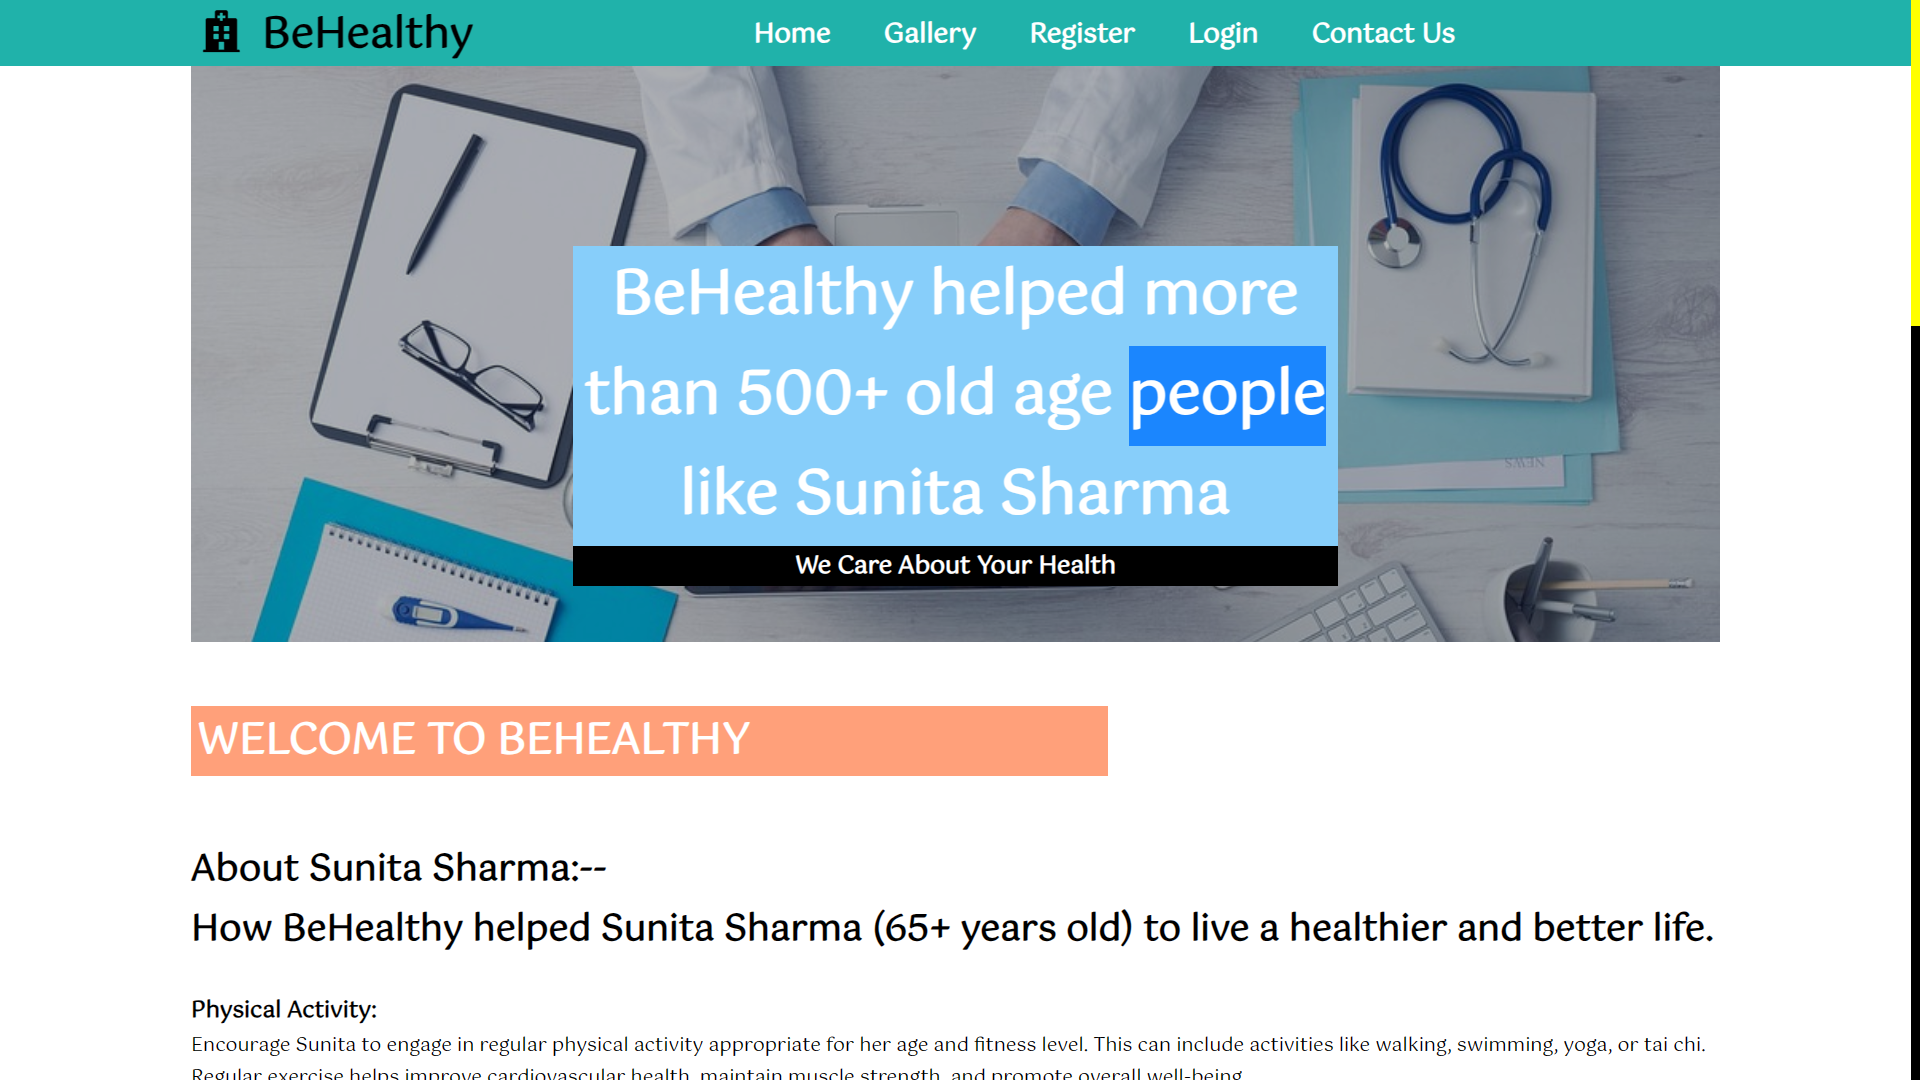 BeHealthy
Home Gallery Register Login Contact Us
NEWS
BeHealthy helped more
than 500+ old age people
like Sunita Sharma
We Care About Your Health
WELCOME TO BEHEALTHY
About Sunita Sharma:--
How BeHealthy helped Sunita Sharma (65+ years old) to live a healthier and better life.
Physical Activity:
Encourage Sunita to engage in regular physical activity appropriate for her age and fitness level. This can include activities like walking, swimming, yoga, or tai chi.
Regular exercise helps improve cardiovascular health, maintain muscle strength, and promote overall well-being.